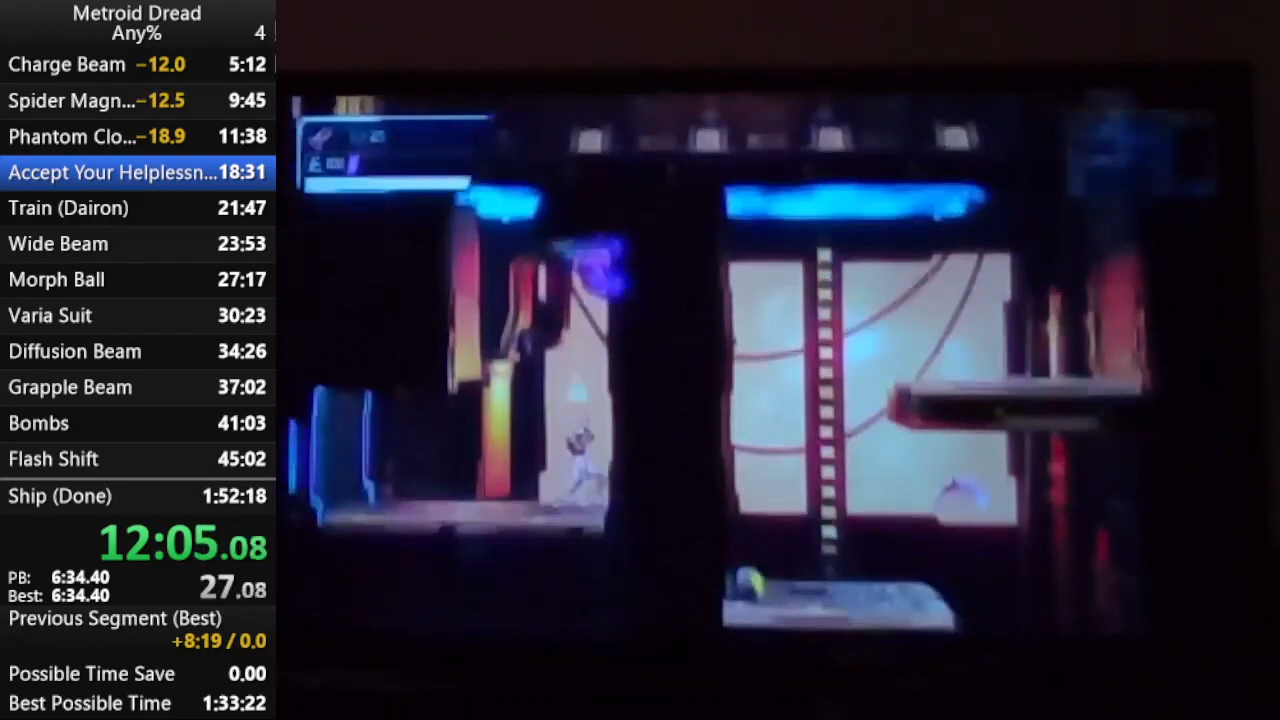 Metroid Dread
Any% 4
Charge Beam −12.0 5:12
Spider Magn... −12.5 9:45
Phantom Clo... −18.9 11:38
Accept Your Helplessn... 18:31
Train (Dairon) 21:47
Wide Beam 23:53
Morph Ball 27:17
Varia Suit 30:23
Diffusion Beam 34:26
Grapple Beam 37:02
Bombs 41:03
Flash Shift 45:02
Ship (Done) 1:52:18
12:05.08
PB: 6:34.40
Best: 6:34.40
27.08
Previous Segment (Best)
+8:19 / 0.0
Possible Time Save 0.00
Best Possible Time 1:33:22